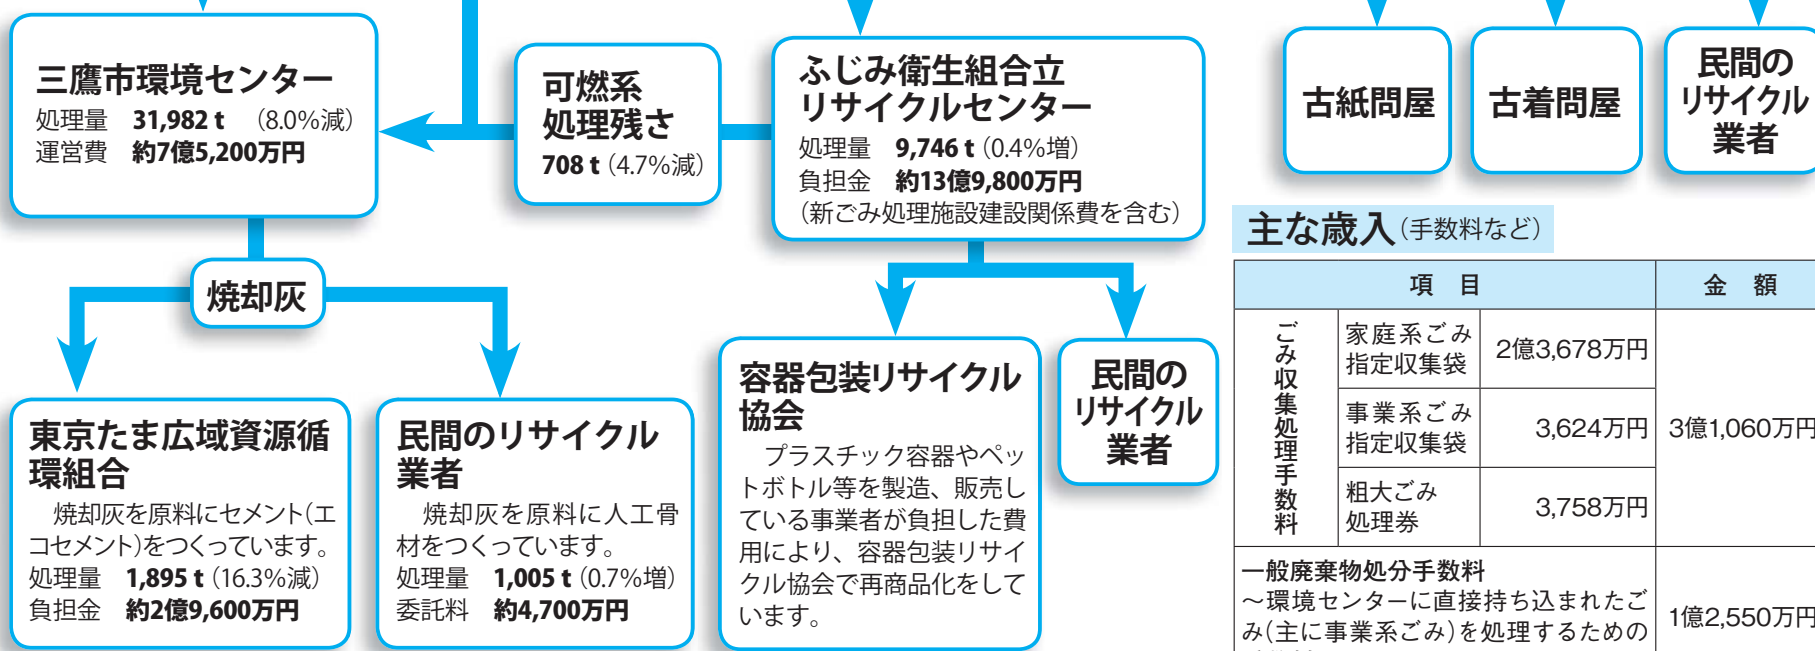 三鷹市環境センター
処理量 31,982 t （8.0％減）
運営費 約7億5,200万円
可燃系
処理残さ
708 t（4.7％減）
ふじみ衛生組合立
リサイクルセンター
処理量 9,746 t（0.4％増）
負担金 約13億9,800万円
（新ごみ処理施設建設関係費を含む）
古紙問屋
古着問屋
民間の
リサイクル
業者
焼却灰
東京たま広域資源循
環組合
焼却灰を原料にセメント（エ
コセメント）をつくっています。
処理量 1,895 t（16.3％減）
負担金 約2億9,600万円
民間のリサイクル
業者
焼却灰を原料に人工骨
材をつくっています。
処理量 1,005 t（0.7％増）
委託料 約4,700万円
容器包装リサイクル
協会
プラスチック容器やペッ
トボトル等を製造、販売し
ている事業者が負担した費
用により、容器包装リサイ
クル協会で再商品化をして
います。
民間の
リサイクル
業者
主な歳入（手数料など）
項 目 金 額
ごみ収集処理手数料
家庭系ごみ
指定収集袋
2億3,678万円
事業系ごみ
指定収集袋
3,624万円
粗大ごみ
処理券
3,758万円
3億1,060万円
一般廃棄物処分手数料
～環境センターに直接持ち込まれたご
み（主に事業系ごみ）を処理するための
1億2,550万円